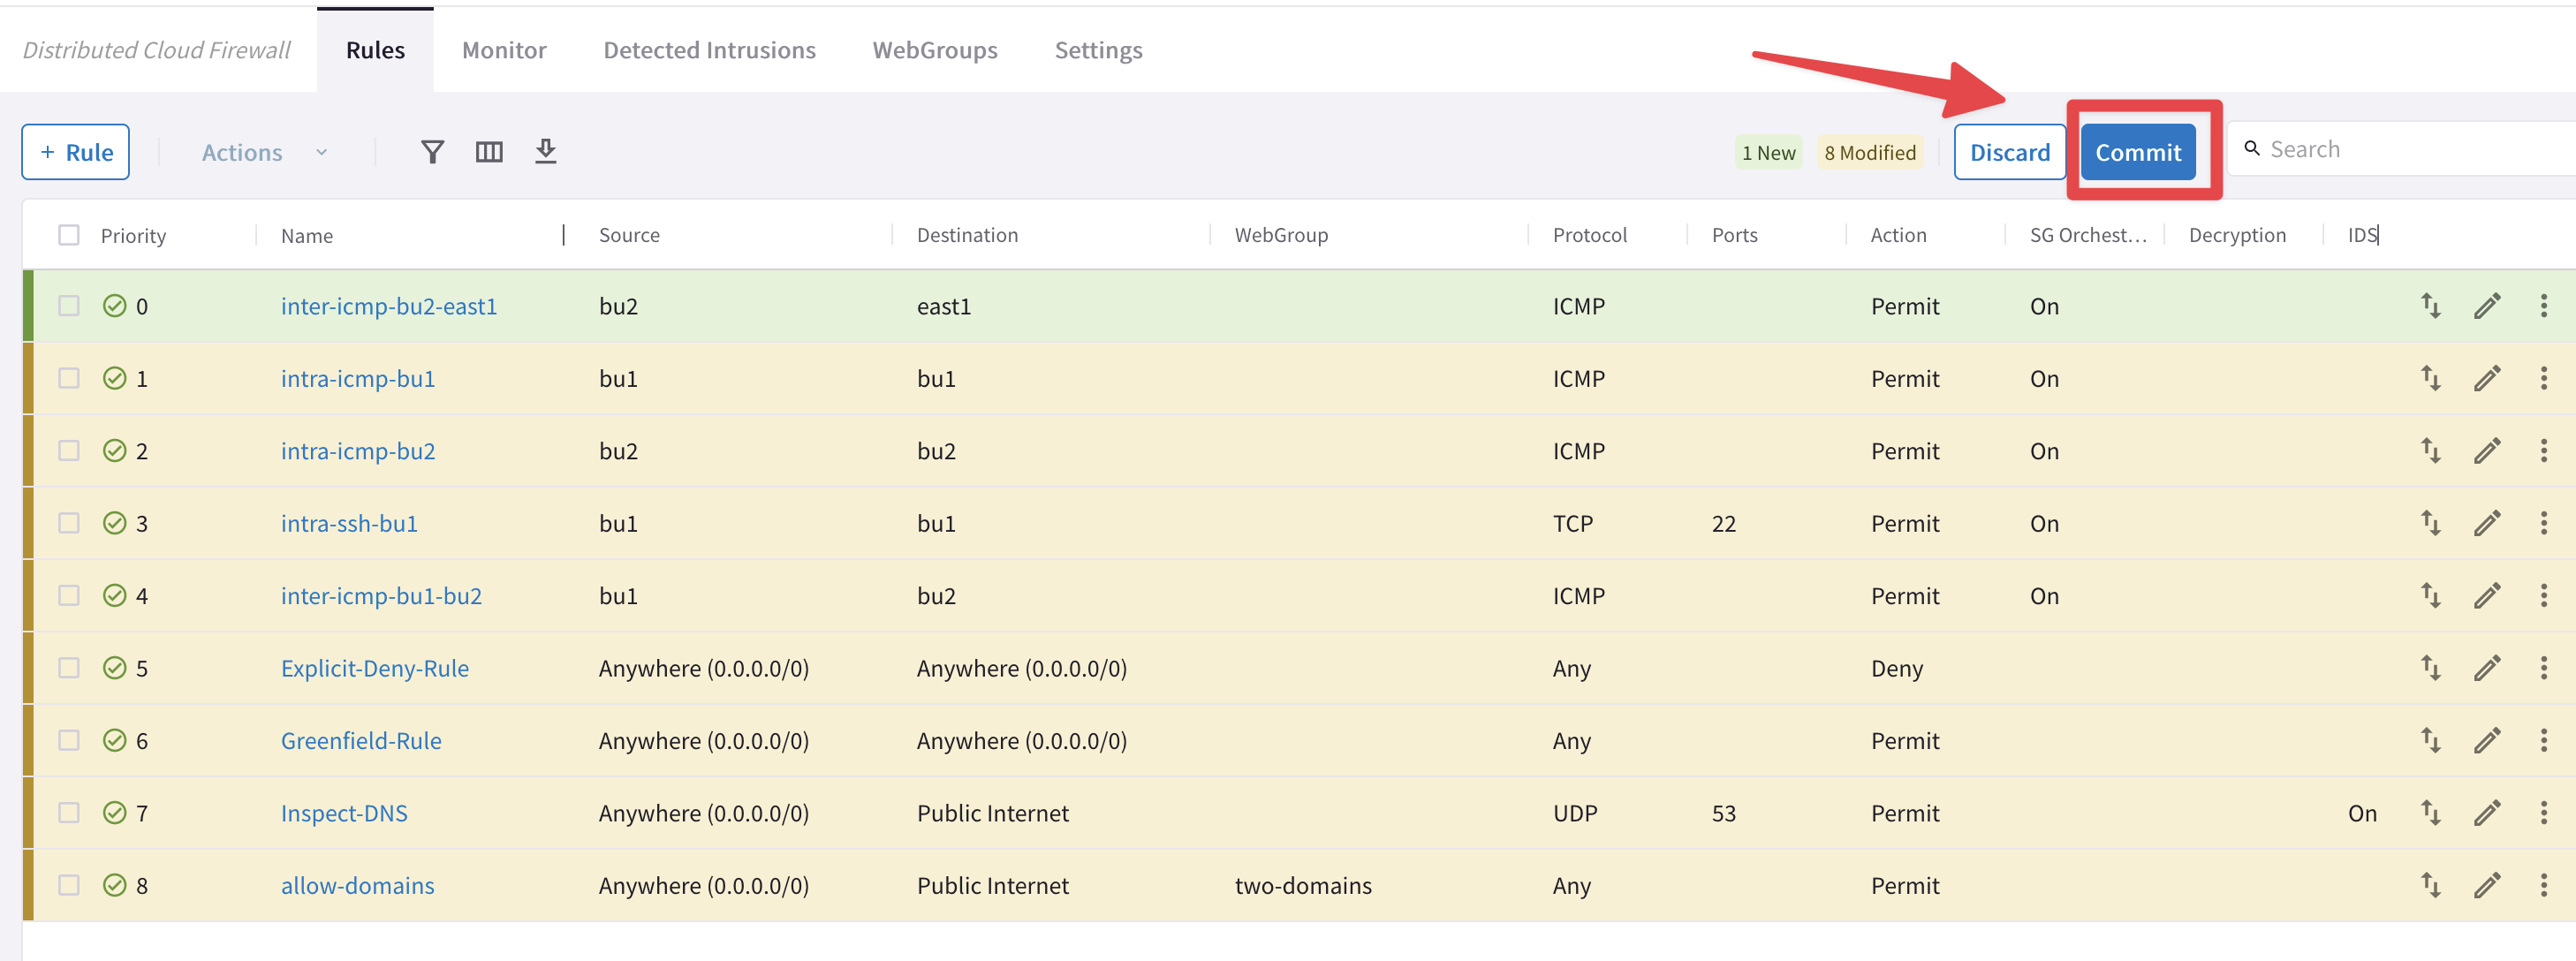 Distributed Cloud Firewall Rules Monitor Detected Intrusions WebGroups Settings
+ Rule Actions 1 New 8 Modified Discard Commit Search
Priority Name Source Destination WebGroup Protocol Ports Action SG Orchest... Decryption IDS
0 inter-icmp-bu2-east1 bu2 east1 ICMP Permit On
1 intra-icmp-bu1 bu1 bu1 ICMP Permit On
2 intra-icmp-bu2 bu2 bu2 ICMP Permit On
3 intra-ssh-bu1 bu1 bu1 TCP 22 Permit On
4 inter-icmp-bu1-bu2 bu1 bu2 ICMP Permit On
5 Explicit-Deny-Rule Anywhere (0.0.0.0/0) Anywhere (0.0.0.0/0) Any Deny
6 Greenfield-Rule Anywhere (0.0.0.0/0) Anywhere (0.0.0.0/0) Any Permit
7 Inspect-DNS Anywhere (0.0.0.0/0) Public Internet UDP 53 Permit On
8 allow-domains Anywhere (0.0.0.0/0) Public Internet two-domains Any Permit